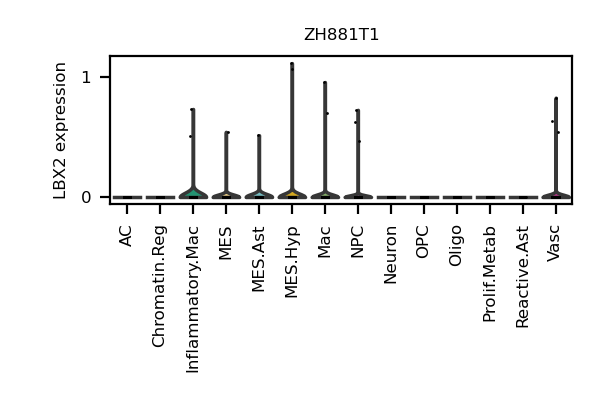 ZH881T1
LBX2 expression
1
0
AC
Chromatin.Reg
Inflammatory.Mac
MES
MES.Ast
MES.Hyp
Mac
NPC
Neuron
OPC
Oligo
Prolif.Metab
Reactive.Ast
Vasc